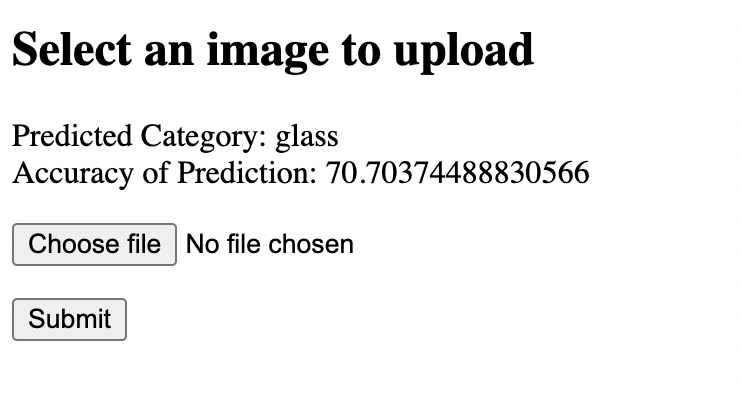 Select an image to upload
Predicted Category: glass
Accuracy of Prediction: 70.70374488830566
Choose file No file chosen
Submit